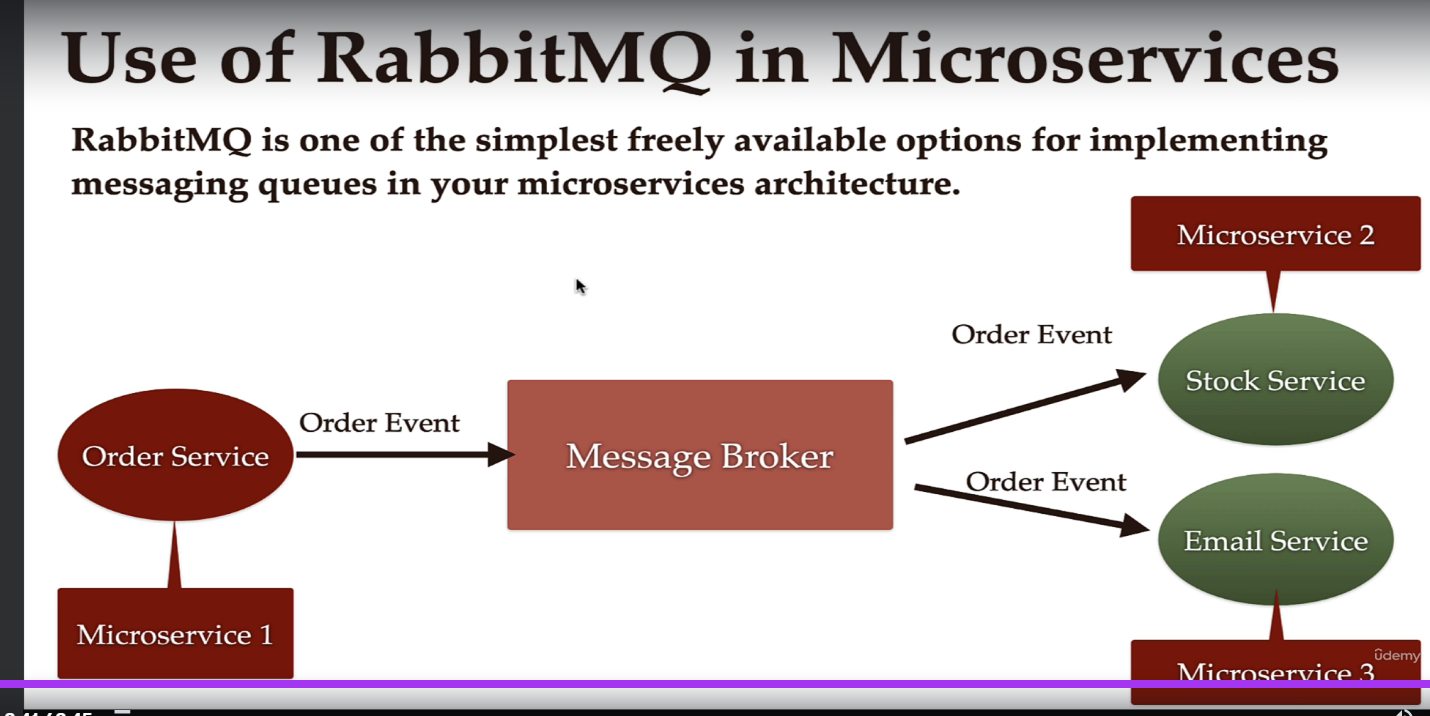 Use of RabbitMQ in Microservices
RabbitMQ is one of the simplest freely available options for implementing
messaging queues in your microservices architecture.
Microservice 2
Order Event
Stock Service
Order Event
Order Service
Message Broker
Order Event
Email Service
Microservice 1
ûdemy
Microservice 3